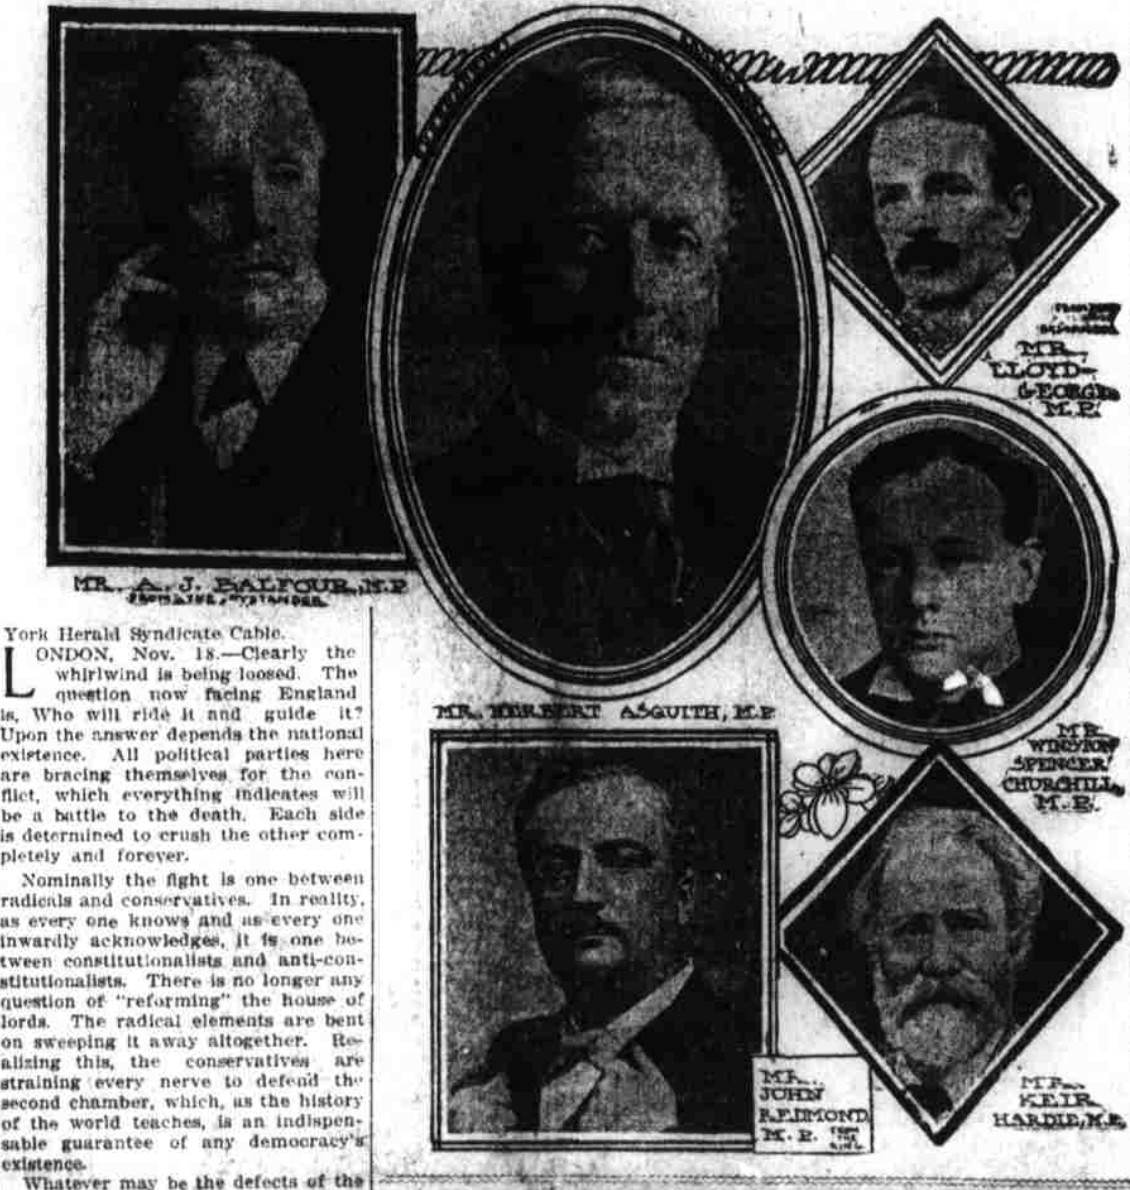 MR. A. J. BALFOUR, M.P.
MR. HERBERT ASQUITH, M.P.
MR.
LLOYD-
GEORGE
M.P.
MR.
WINSTON
SPENCER
CHURCHILL,
M.P.
MR.
JOHN
REDMOND,
M.P. FROM
THE
KING
MR.
KEIR
HARDIE, M.P.
York Herald Syndicate Cable.
LONDON, Nov. 18.—Clearly the
whirlwind is being loosed. The
question now facing England
is, Who will ride it and guide it?
Upon the answer depends the national
existence. All political parties here
are bracing themselves for the con-
flict, which everything indicates will
be a battle to the death. Each side
is determined to crush the other com-
pletely and forever.
Nominally the fight is one between
radicals and conservatives. In reality,
as every one knows and as every one
inwardly acknowledges, it is one be-
tween constitutionalists and anti-con-
stitutionalists. There is no longer any
question of "reforming" the house of
lords. The radical elements are bent
on sweeping it away altogether. Re-
alizing this, the conservatives are
straining every nerve to defend the
second chamber, which, as the history
of the world teaches, is an indispen-
sable guarantee of any democracy's
existence.
Whatever may be the defects of the